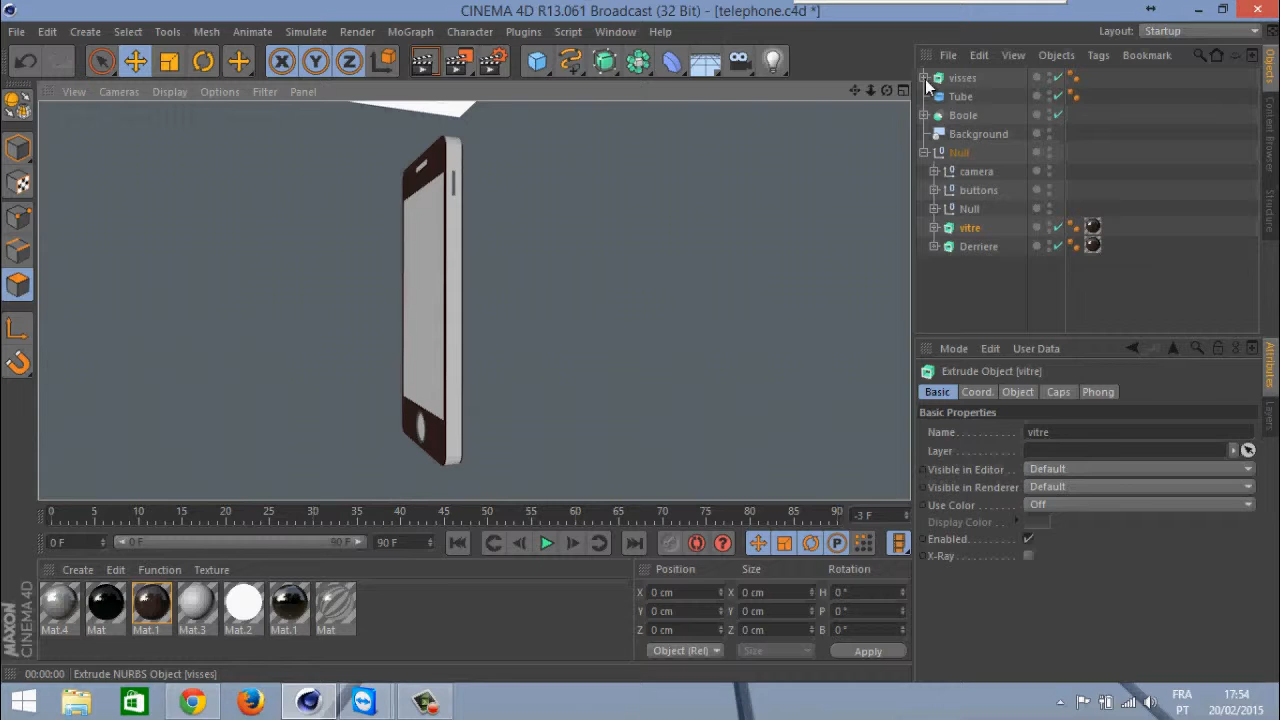 CINEMA 4D R13.061 Broadcast (32 Bit) - [telephone.c4d *]
File Edit Create Select Tools Mesh Animate Simulate Render MoGraph Character Plugins Script Window Help
Layout: Startup
X Y Z
File Edit View Objects Tags Bookmark
View Cameras Display Options Filter Panel
visses
Tube
Boole
Background
Null
camera
buttons
Null
vitre
Derriere
Objects
Content Browser
Structure
Attributes
Layers
Mode Edit User Data
Extrude Object [vitre]
Basic Coord. Object Caps Phong
Basic Properties
Name vitre
Layer
Visible in Editor Default
Visible in Renderer Default
Use Color Off
Display Color
Enabled
X-Ray
0 5 10 15 20 25 30 35 40 45 50 55 60 65 70 75 80 85 90 -3 F
0 F 0 F 90 F 90 F
Create Edit Function Texture
Mat.4 Mat Mat.1 Mat.3 Mat.2 Mat.1 Mat
Position Size Rotation
X 0 cm X 0 cm H 0 °
Y 0 cm Y 0 cm P 0 °
Z 0 cm Z 0 cm B 0 °
Object (Rel) Size Apply
MAXON CINEMA 4D
00:00:00 Extrude NURBS Object [visses]
FRA 17:54
PT 20/02/2015